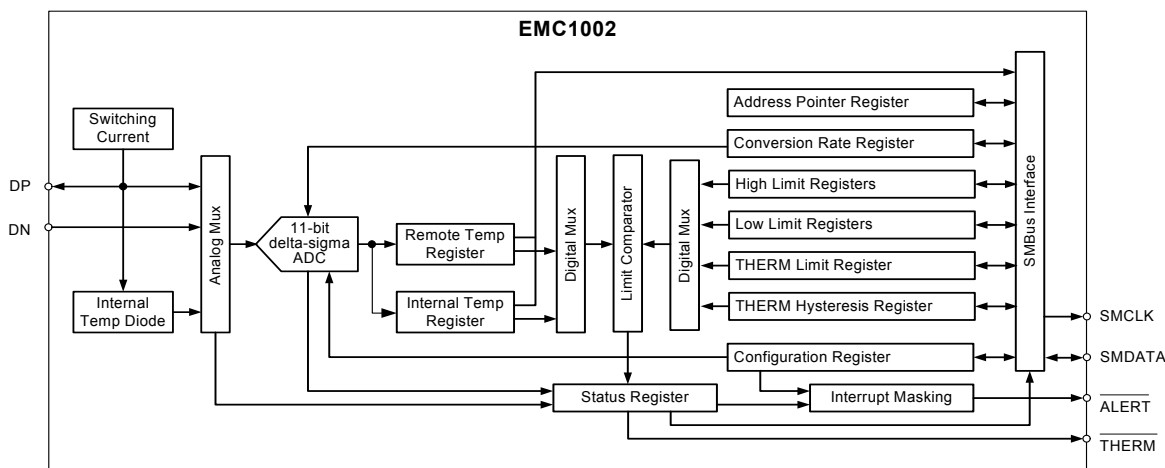 EMC1002
Switching
Current
Address Pointer Register
Conversion Rate Register
DP
DN
Analog Mux
11-bit
delta-sigma
ADC
Remote Temp
Register
Internal Temp
Register
Digital Mux
Limit Comparator
Digital Mux
High Limit Registers
Low Limit Registers
THERM Limit Register
THERM Hysteresis Register
SMBus Interface
Internal
Temp Diode
Configuration Register
Status Register
Interrupt Masking
SMCLK
SMDATA
ALERT
THERM